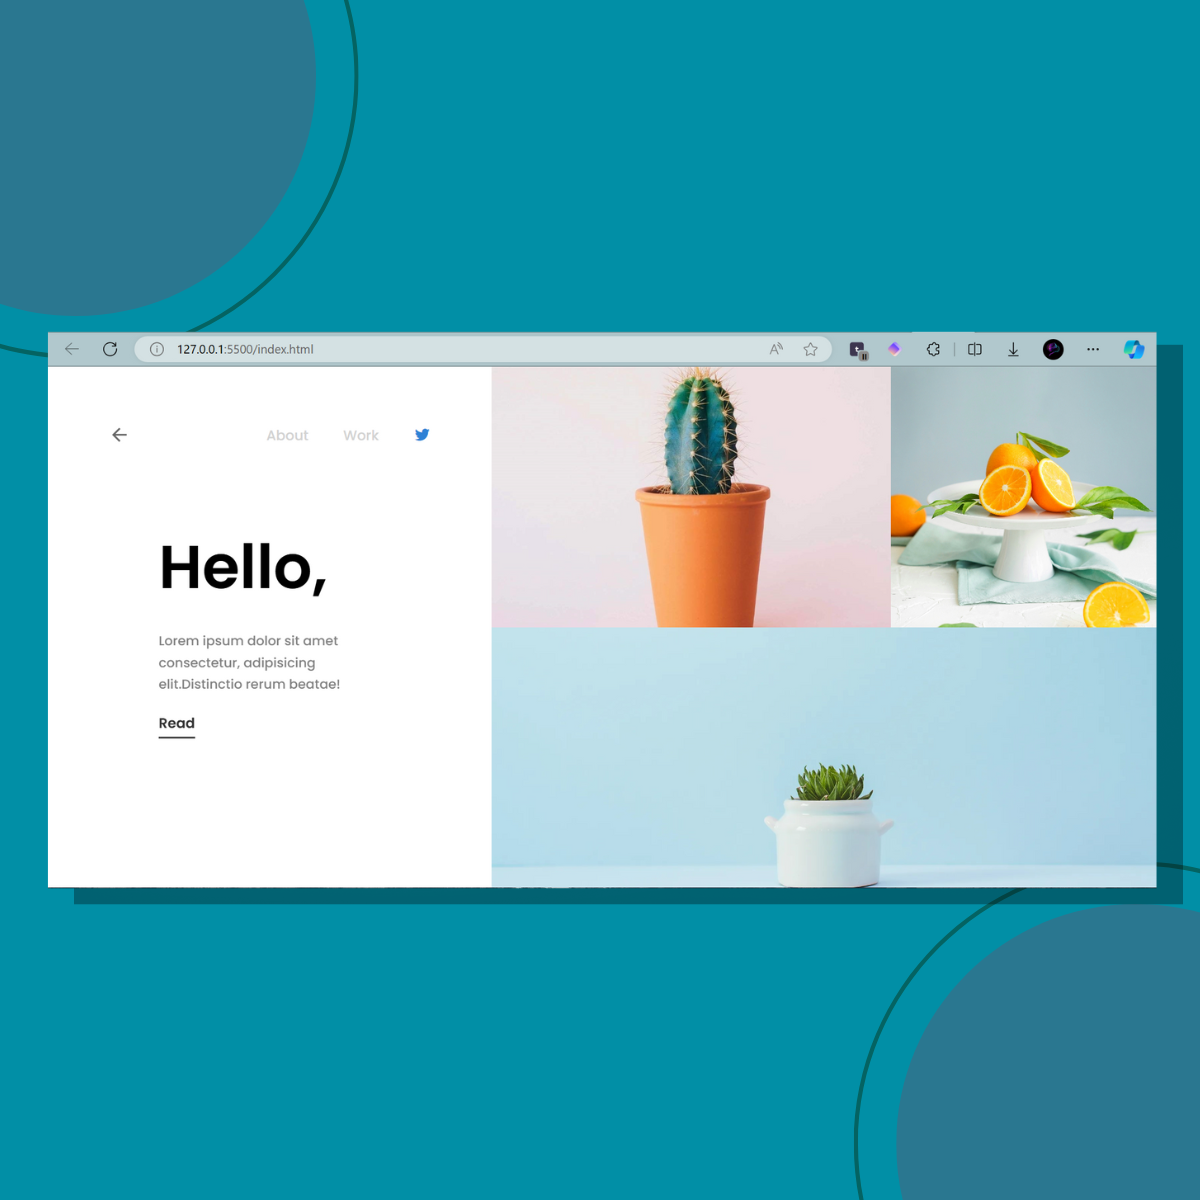 127.0.0.1:5500/index.html
About Work
Hello,
Lorem ipsum dolor sit amet
consectetur, adipisicing
elit.Distinctio rerum beatae!
Read